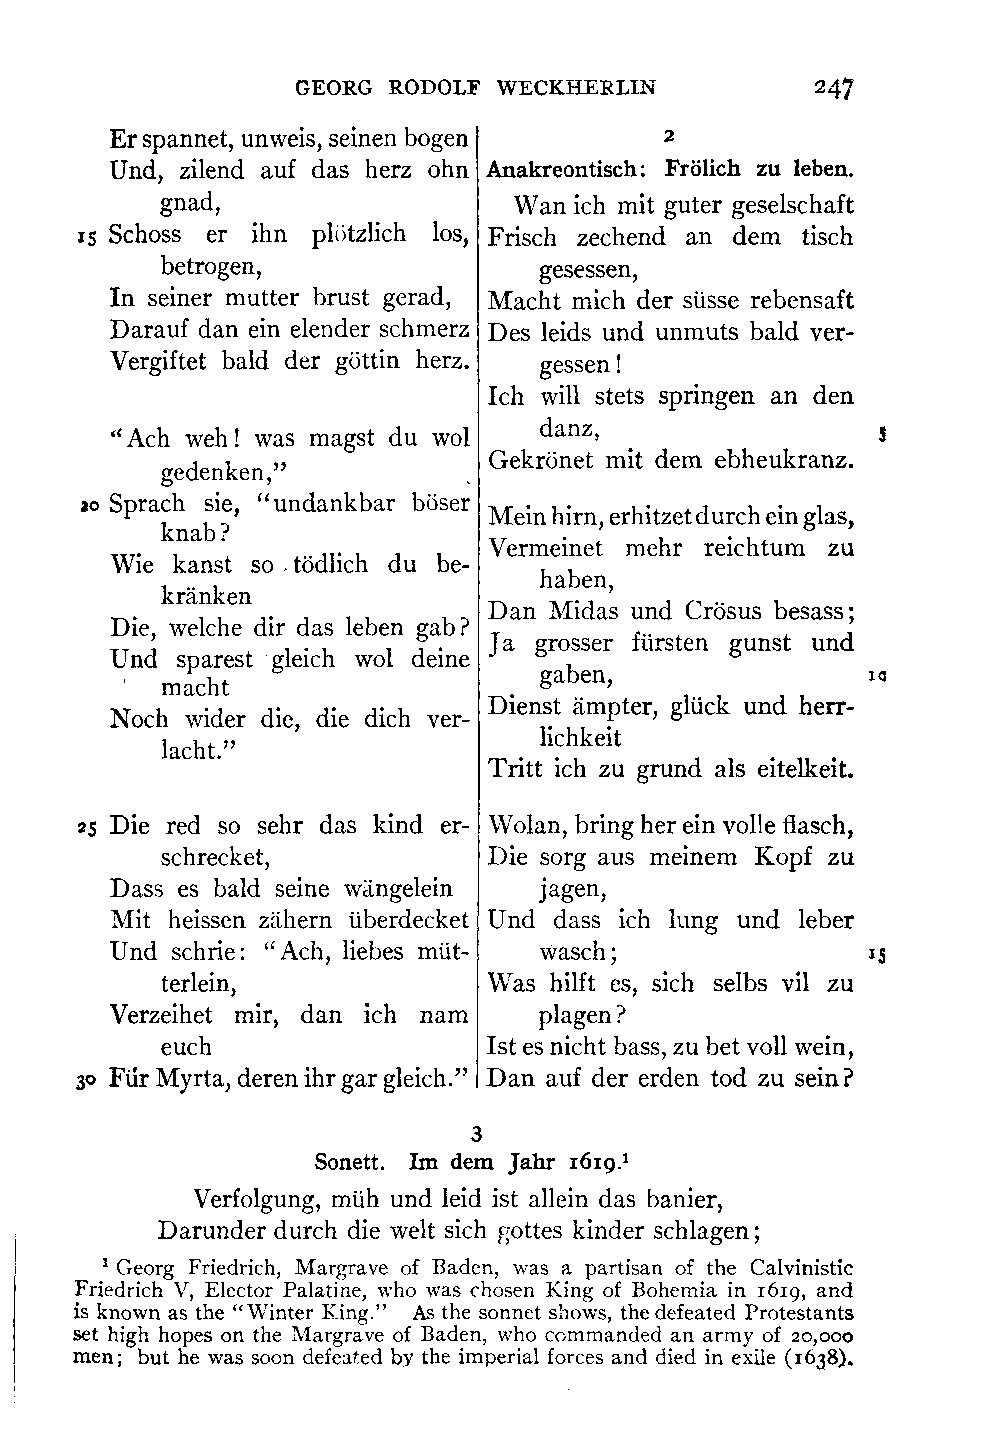 GEORG RODOLF WECKHERLIN 247
Er spannet, unweis, seinen bogen
Und, zilend auf das herz ohn
gnad,
15 Schoss er ihn plötzlich los,
betrogen,
In seiner mutter brust gerad,
Darauf dan ein elender schmerz
Vergiftet bald der göttin herz.
“Ach weh! was magst du wol
gedenken,”
20 Sprach sie, “undankbar böser
knab?
Wie kanst so tödlich du be-
kränken
Die, welche dir das leben gab?
Und sparest gleich wol deine
macht
Noch wider die, die dich ver-
lacht.”
25 Die red so sehr das kind er-
schrecket,
Dass es bald seine wängelein
Mit heissen zähern überdecket
Und schrie: “Ach, liebes müt-
terlein,
Verzeihet mir, dan ich nam
euch
30 Für Myrta, deren ihr gar gleich.”
2
Anakreontisch: Frölich zu leben.
Wan ich mit guter geselschaft
Frisch zechend an dem tisch
gesessen,
Macht mich der süsse rebensaft
Des leids und unmuts bald ver-
gessen!
Ich will stets springen an den
danz, 5
Gekrönet mit dem ebheukranz.
Mein hirn, erhitzet durch ein glas,
Vermeinet mehr reichtum zu
haben,
Dan Midas und Crösus besass;
Ja grosser fürsten gunst und
gaben, 10
Dienst ämpter, glück und herr-
lichkeit
Tritt ich zu grund als eitelkeit.
Wolan, bring her ein volle flasch,
Die sorg aus meinem Kopf zu
jagen,
Und dass ich lung und leber
wasch; 15
Was hilft es, sich selbs vil zu
plagen?
Ist es nicht bass, zu bet voll wein,
Dan auf der erden tod zu sein?
3
Sonett. Im dem Jahr 1619.¹
Verfolgung, müh und leid ist allein das banier,
Darunder durch die welt sich gottes kinder schlagen;
¹ Georg Friedrich, Margrave of Baden, was a partisan of the Calvinistic
Friedrich V, Elector Palatine, who was chosen King of Bohemia in 1619, and
is known as the “Winter King.” As the sonnet shows, the defeated Protestants
set high hopes on the Margrave of Baden, who commanded an army of 20,000
men; but he was soon defeated by the imperial forces and died in exile (1638).